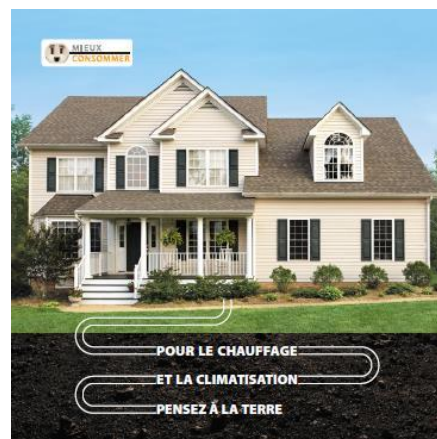 MIEUX
CONSOMMER
POUR LE CHAUFFAGE
ET LA CLIMATISATION
PENSEZ À LA TERRE